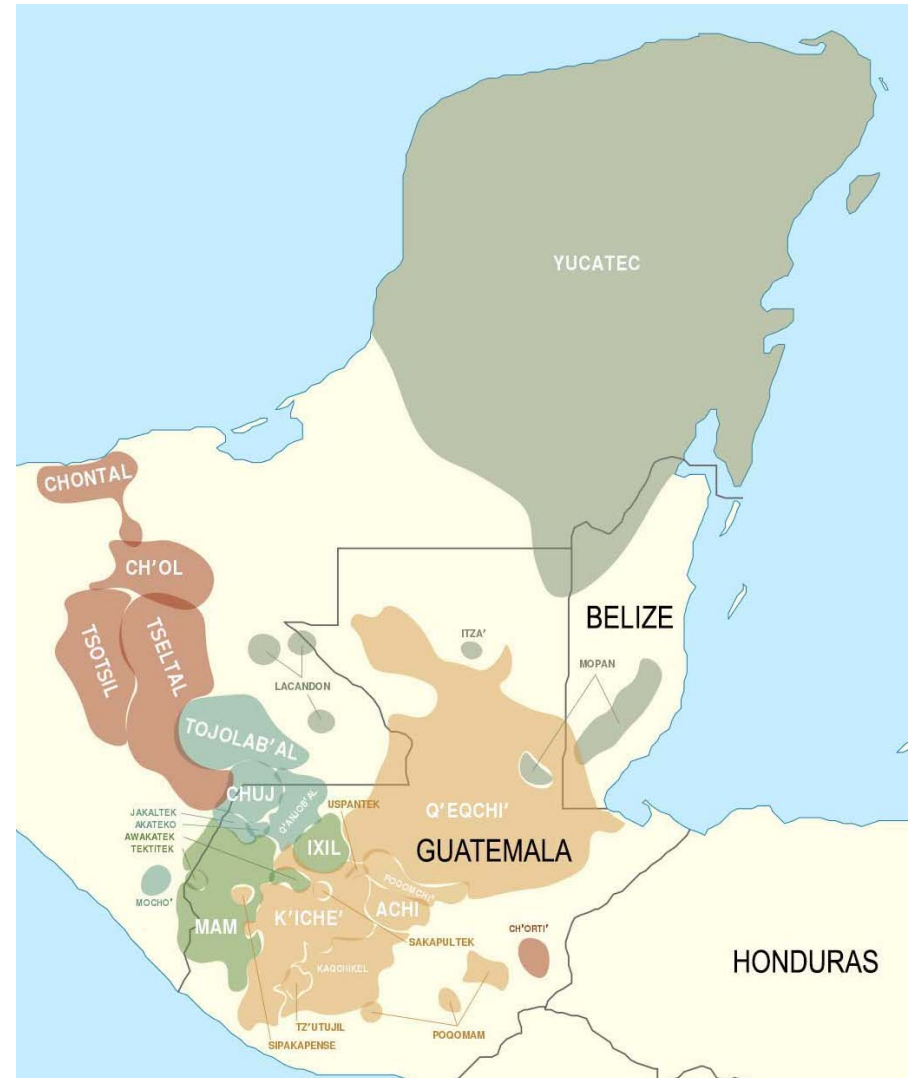 YUCATEC
CHONTAL
CH'OL
TSOTSIL
TSELTAL
BELIZE
ITZA'
MOPAN
LACANDON
TOJOLAB'AL
CHUJ
Q'ANJOB'AL
USPANTEK
Q'EQCHI'
JAKALTEK
AKATEKO
AWAKATEK
TEKTITEK
IXIL
GUATEMALA
POQOMCHI'
MOCHO'
MAM
K'ICHE'
ACHI
SAKAPULTEK
CH'ORTI'
HONDURAS
KAQCHIKEL
TZ'UTUJIL
POQOMAM
SIPAKAPENSE